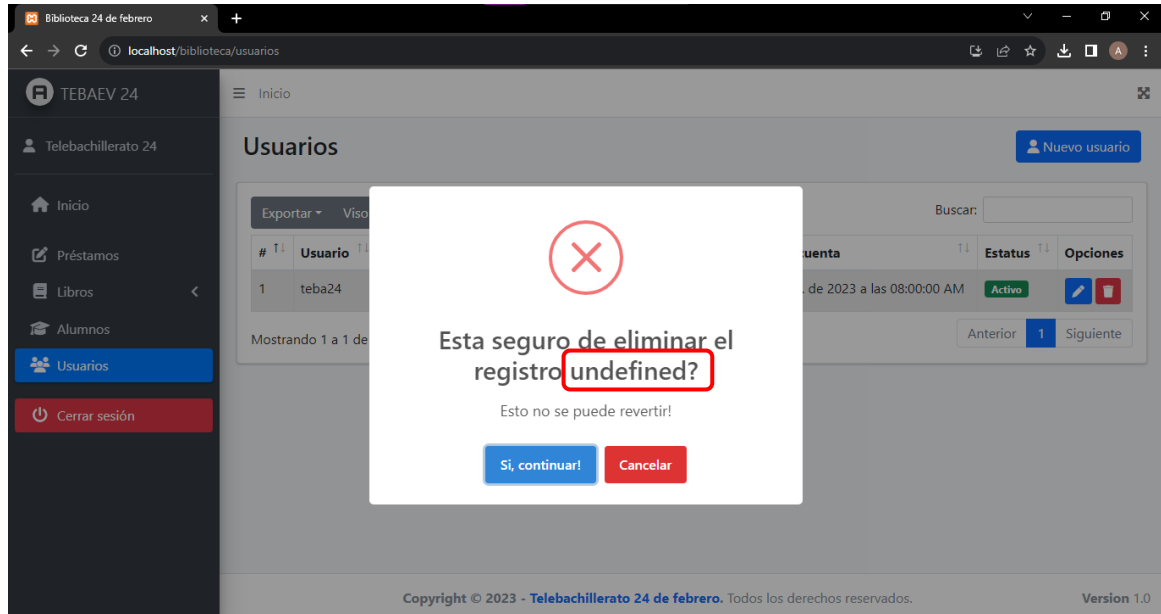 Biblioteca 24 de febrero
localhost/biblioteca/usuarios
A
TEBAEV 24
Inicio
Telebachillerato 24
Usuarios
Nuevo usuario
Inicio
Préstamos
Libros
Alumnos
Usuarios
Cerrar sesión
Exportar
Buscar:
# Usuario
Estatus Opciones
1 teba24
de 2023 a las 08:00:00 AM Activo
Mostrando 1 a 1 de
Anterior 1 Siguiente
Esta seguro de eliminar el
registro undefined?
Esto no se puede revertir!
Si, continuar! Cancelar
Copyright © 2023 - Telebachillerato 24 de febrero. Todos los derechos reservados.
Version 1.0